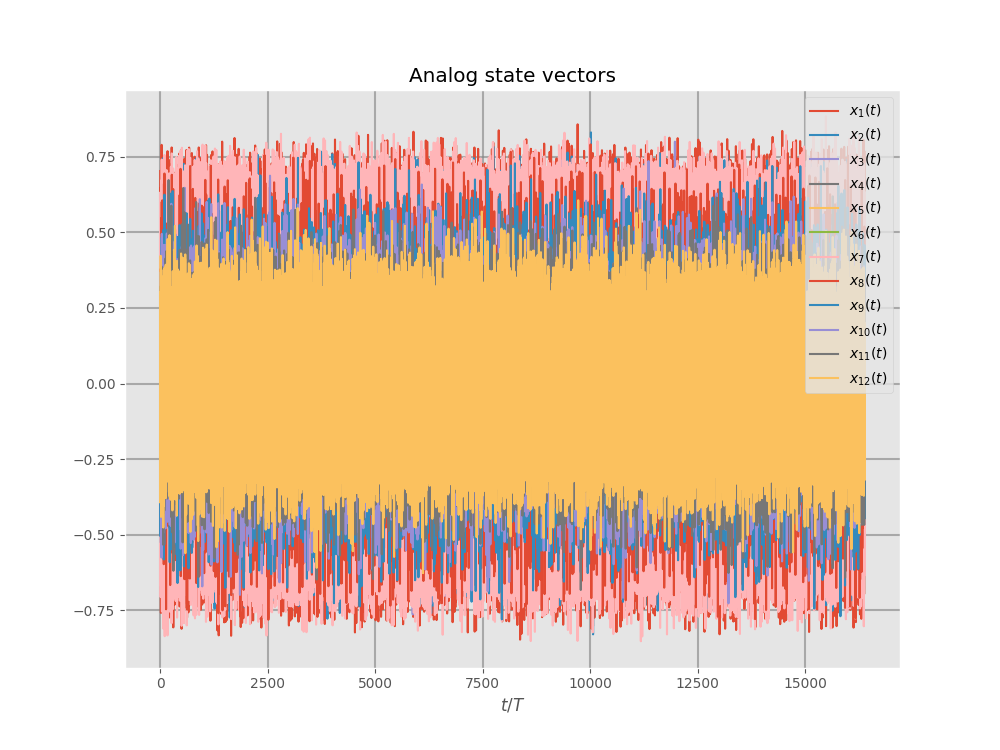 Analog state vectors
0.75
0.50
0.25
0.00
−0.25
−0.50
−0.75
0 2500 5000 7500 10000 12500 15000
t/T
x₁(t)
x₂(t)
x₃(t)
x₄(t)
x₅(t)
x₆(t)
x₇(t)
x₈(t)
x₉(t)
x₁₀(t)
x₁₁(t)
x₁₂(t)